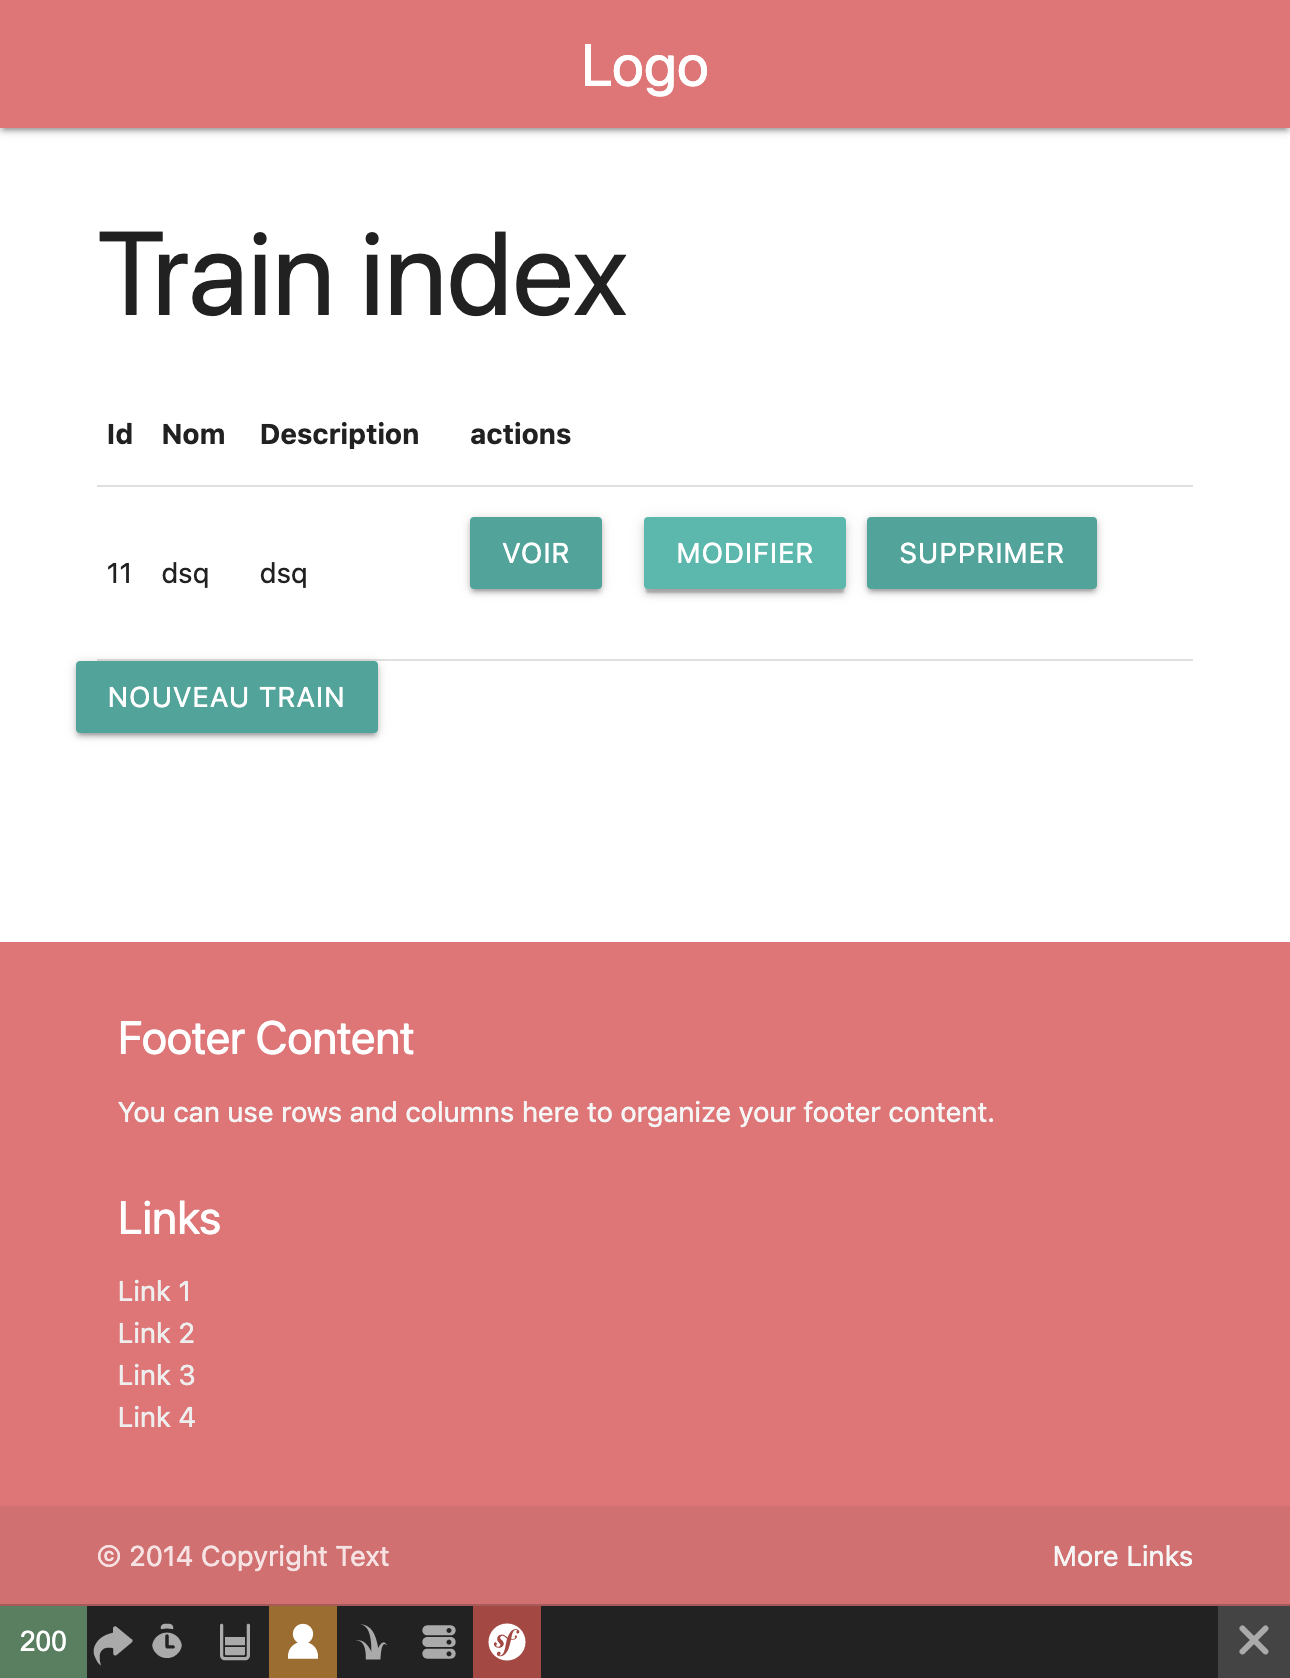 Logo
Train index
Id Nom Description actions
11 dsq dsq VOIR MODIFIER SUPPRIMER
NOUVEAU TRAIN
Footer Content
You can use rows and columns here to organize your footer content.
Links
Link 1
Link 2
Link 3
Link 4
© 2014 Copyright Text More Links
200 sf